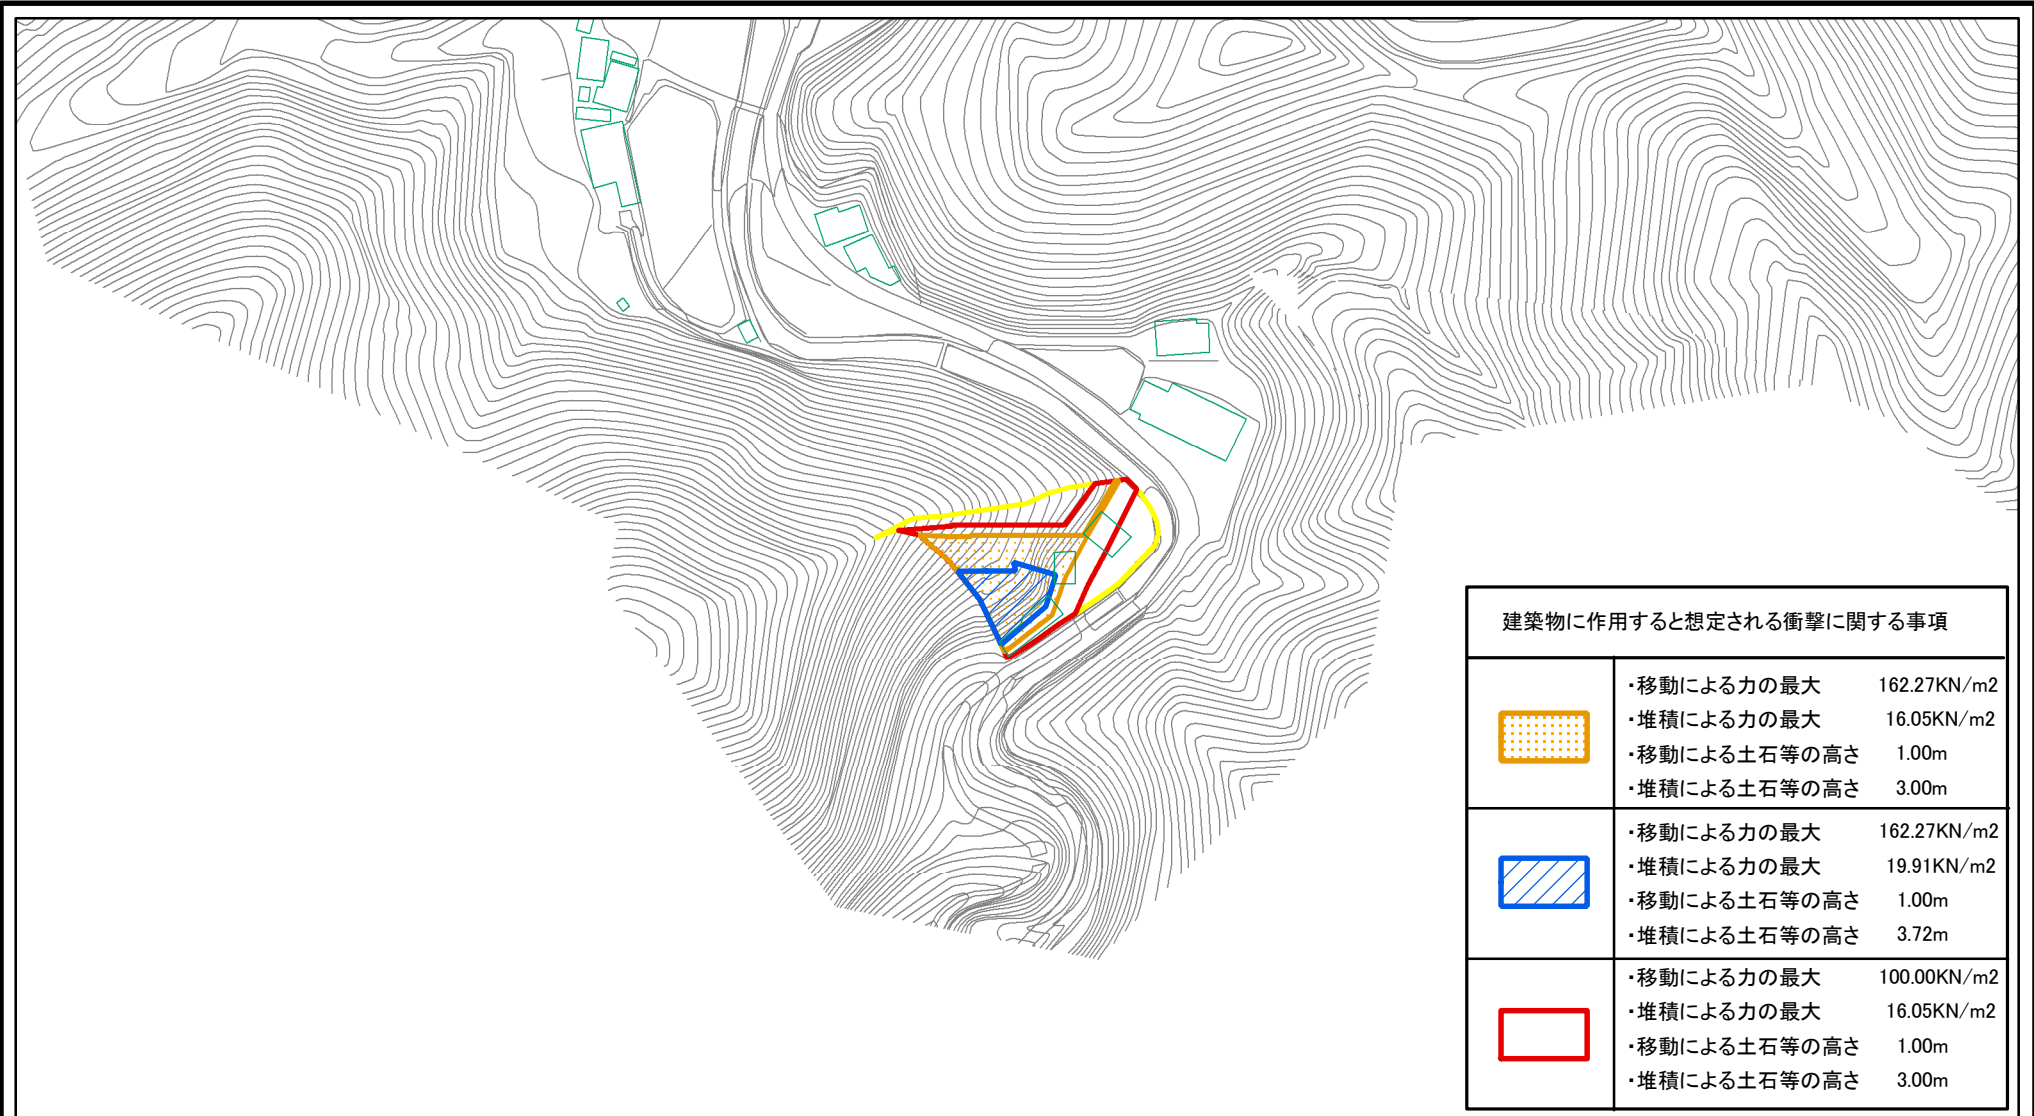 建築物に作用すると想定される衝撃に関する事項
・移動による力の最大 162.27KN/m2
・堆積による力の最大 16.05KN/m2
・移動による土石等の高さ 1.00m
・堆積による土石等の高さ 3.00m
・移動による力の最大 162.27KN/m2
・堆積による力の最大 19.91KN/m2
・移動による土石等の高さ 1.00m
・堆積による土石等の高さ 3.72m
・移動による力の最大 100.00KN/m2
・堆積による力の最大 16.05KN/m2
・移動による土石等の高さ 1.00m
・堆積による土石等の高さ 3.00m